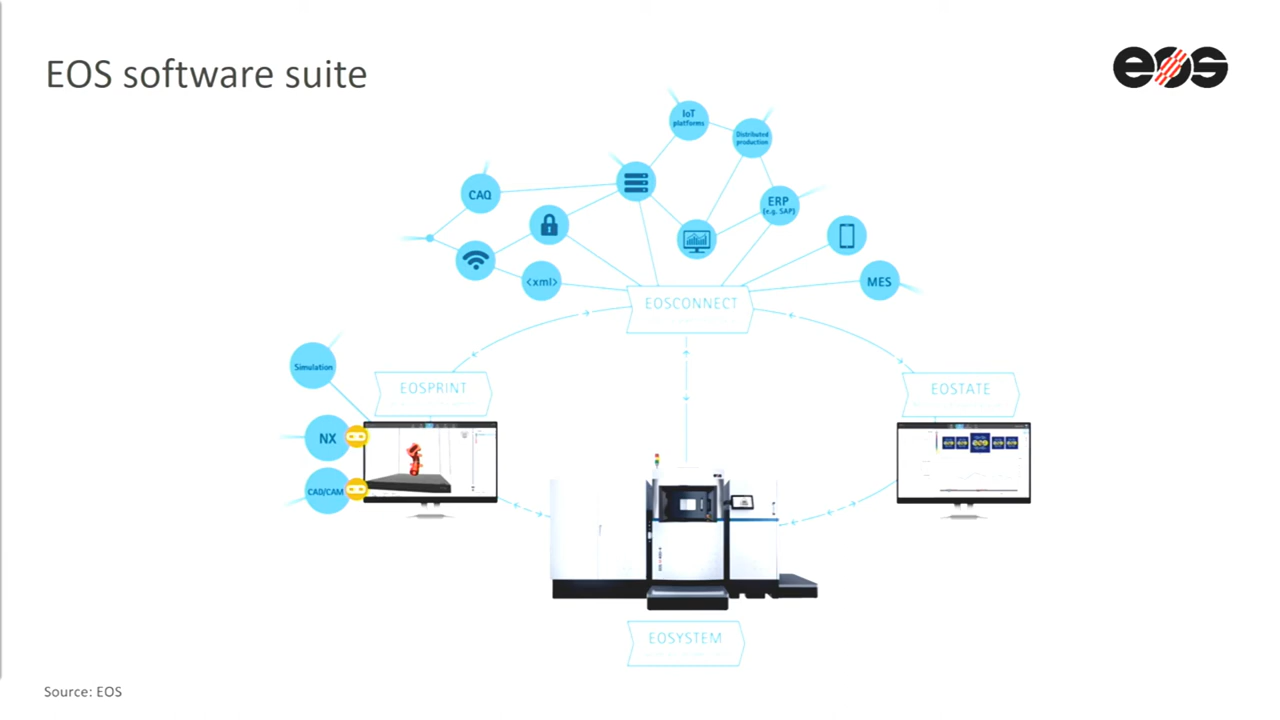 EOS software suite
eos
IoT
platforms
Distributed
production
CAQ
ERP
(e.g. SAP)
<xml>
MES
EOSCONNECT
Simulation
EOSPRINT
EOSTATE
NX
CAD/CAM
EOSYSTEM
Source: EOS